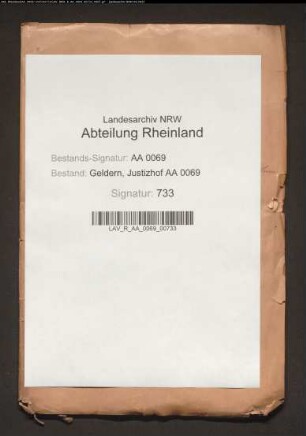 Landesarchiv NRW
Abteilung Rheinland
Bestands-Signatur: AA 0069
Bestand: Geldern, Justizhof AA 0069
Signatur: 733
LAV_R_AA_0069_00733